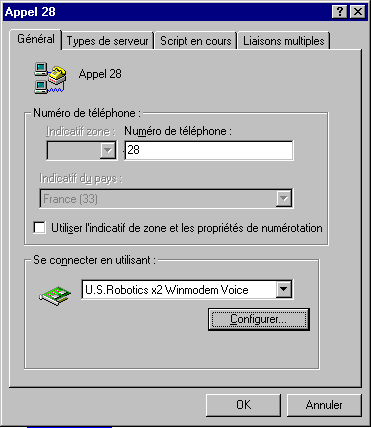 Appel 28
Général Types de serveur Script en cours Liaisons multiples
Appel 28
Numéro de téléphone :
Indicatif zone : Numéro de téléphone :
28
Indicatif du pays :
France (33)
Utiliser l'indicatif de zone et les propriétés de numérotation
Se connecter en utilisant :
U.S.Robotics x2 Winmodem Voice
Configurer...
OK Annuler